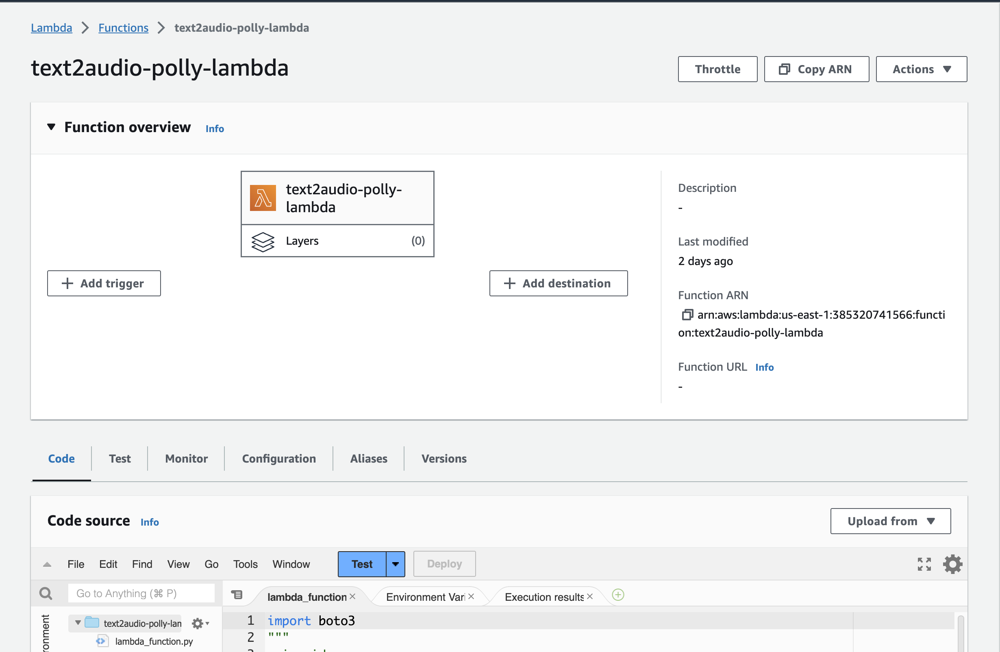 Lambda > Functions > text2audio-polly-lambda
text2audio-polly-lambda
Throttle
Copy ARN
Actions
Function overview Info
text2audio-polly-
lambda
Layers (0)
Add trigger
Add destination
Description
-
Last modified
2 days ago
Function ARN
arn:aws:lambda:us-east-1:385320741566:functi
on:text2audio-polly-lambda
Function URL Info
-
Code
Test
Monitor
Configuration
Aliases
Versions
Code source Info
Upload from
File Edit Find View Go Tools Window
Test
Deploy
Go to Anything (⌘ P)
lambda_function
Environment Vari
Execution results
text2audio-polly-lan
lambda_function.py
1 import boto3
2 """